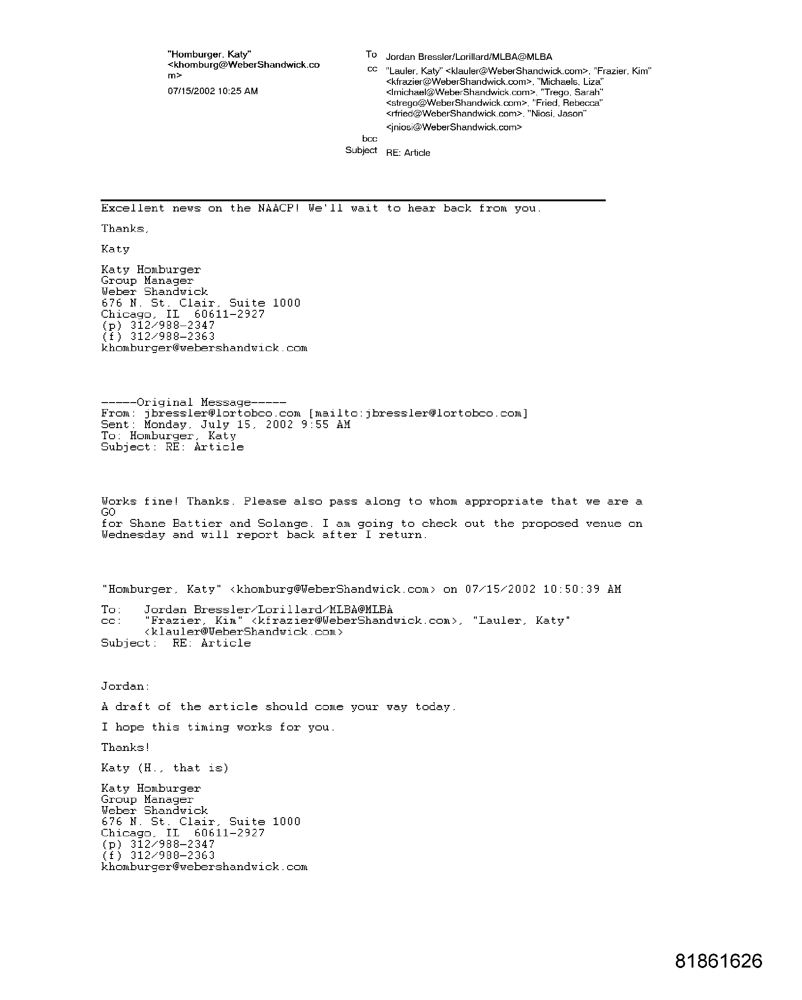 "Homburger, Katy"
<khomburg@WeberShandwick.co
m>
07/15/2002 10:25 AM
To Jordan Bressler/Lorillard/MLBA@MLBA
cc "Lauler, Katy" <klauler@WeberShandwick.com>, "Frazier, Kim"
<kfrazier@WeberShandwick.com>, "Michaels, Liza"
<lmichael@WeberShandwick.com>, "Trego, Sarah"
<strego@WeberShandwick.com>, "Fried, Rebecca"
<rfried@WeberShandwick.com>, "Niosi, Jason"
<jniosi@WeberShandwick.com>
bcc
Subject RE: Article
Excellent news on the NAACP! We'll wait to hear back from you.
Thanks,
Katy
Katy Homburger
Group Manager
Weber Shandwick
676 N. St. Clair, Suite 1000
Chicago, IL 60611-2927
(p) 312/988-2347
(f) 312/988-2363
khomburger@webershandwick.com
-----Original Message-----
From: jbressler@lortobco.com [mailto:jbressler@lortobco.com]
Sent: Monday, July 15, 2002 9:55 AM
To: Homburger, Katy
Subject: RE: Article
Works fine! Thanks. Please also pass along to whom appropriate that we are a
GO
for Shane Battier and Solange. I am going to check out the proposed venue on
Wednesday and will report back after I return.
"Homburger, Katy" <khomburg@WeberShandwick.com> on 07/15/2002 10:50:39 AM
To: Jordan Bressler/Lorillard/MLBA@MLBA
cc: "Frazier, Kim" <kfrazier@WeberShandwick.com>, "Lauler, Katy"
<klauler@WeberShandwick.com>
Subject: RE: Article
Jordan:
A draft of the article should come your way today.
I hope this timing works for you.
Thanks!
Katy (H., that is)
Katy Homburger
Group Manager
Weber Shandwick
676 N. St. Clair, Suite 1000
Chicago, IL 60611-2927
(p) 312/988-2347
(f) 312/988-2363
khomburger@webershandwick.com
81861626